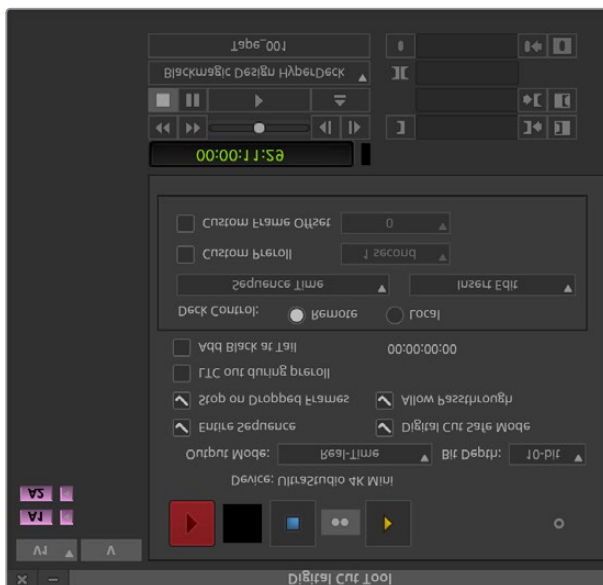 Digital Cut Tool
V1 V
A1
A2
Device: UltraStudio 4K Mini
Output Mode: Real-Time Bit Depth: 10-bit
Entire Sequence Digital Cut Safe Mode
Stop on Dropped Frames Allow Passthrough
LTC out during preroll
Add Black at Tail 00:00:00:00
Deck Control: Remote Local
Sequence Time Insert Edit
Custom Preroll 1 second
Custom Frame Offset 0
00:00:11:29
Blackmagic Design HyperDeck
Tape_001